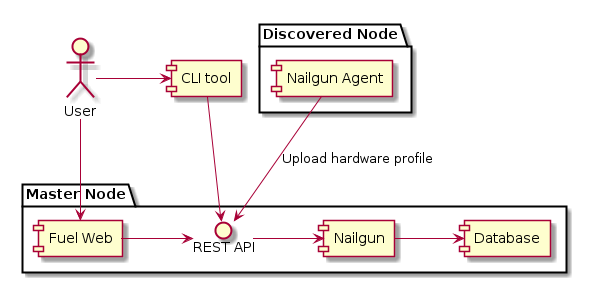 Discovered Node
CLI tool
Nailgun Agent
User
Upload hardware profile
Master Node
Fuel Web
REST API
Nailgun
Database